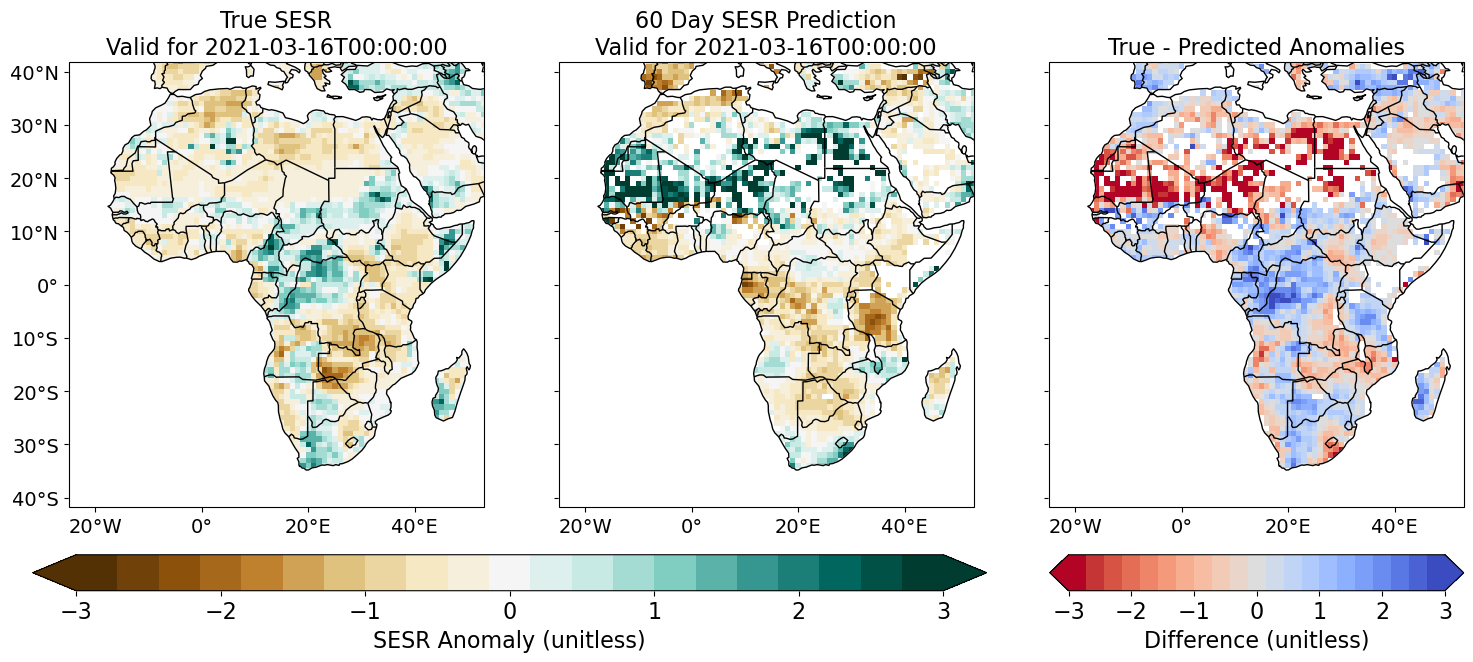 True SESR
Valid for 2021-03-16T00:00:00
60 Day SESR Prediction
Valid for 2021-03-16T00:00:00
True - Predicted Anomalies
40°N
30°N
20°N
10°N
0°
10°S
20°S
30°S
40°S
20°W 0° 20°E 40°E
20°W 0° 20°E 40°E
20°W 0° 20°E 40°E
−3 −2 −1 0 1 2 3
SESR Anomaly (unitless)
−3 −2 −1 0 1 2 3
Difference (unitless)